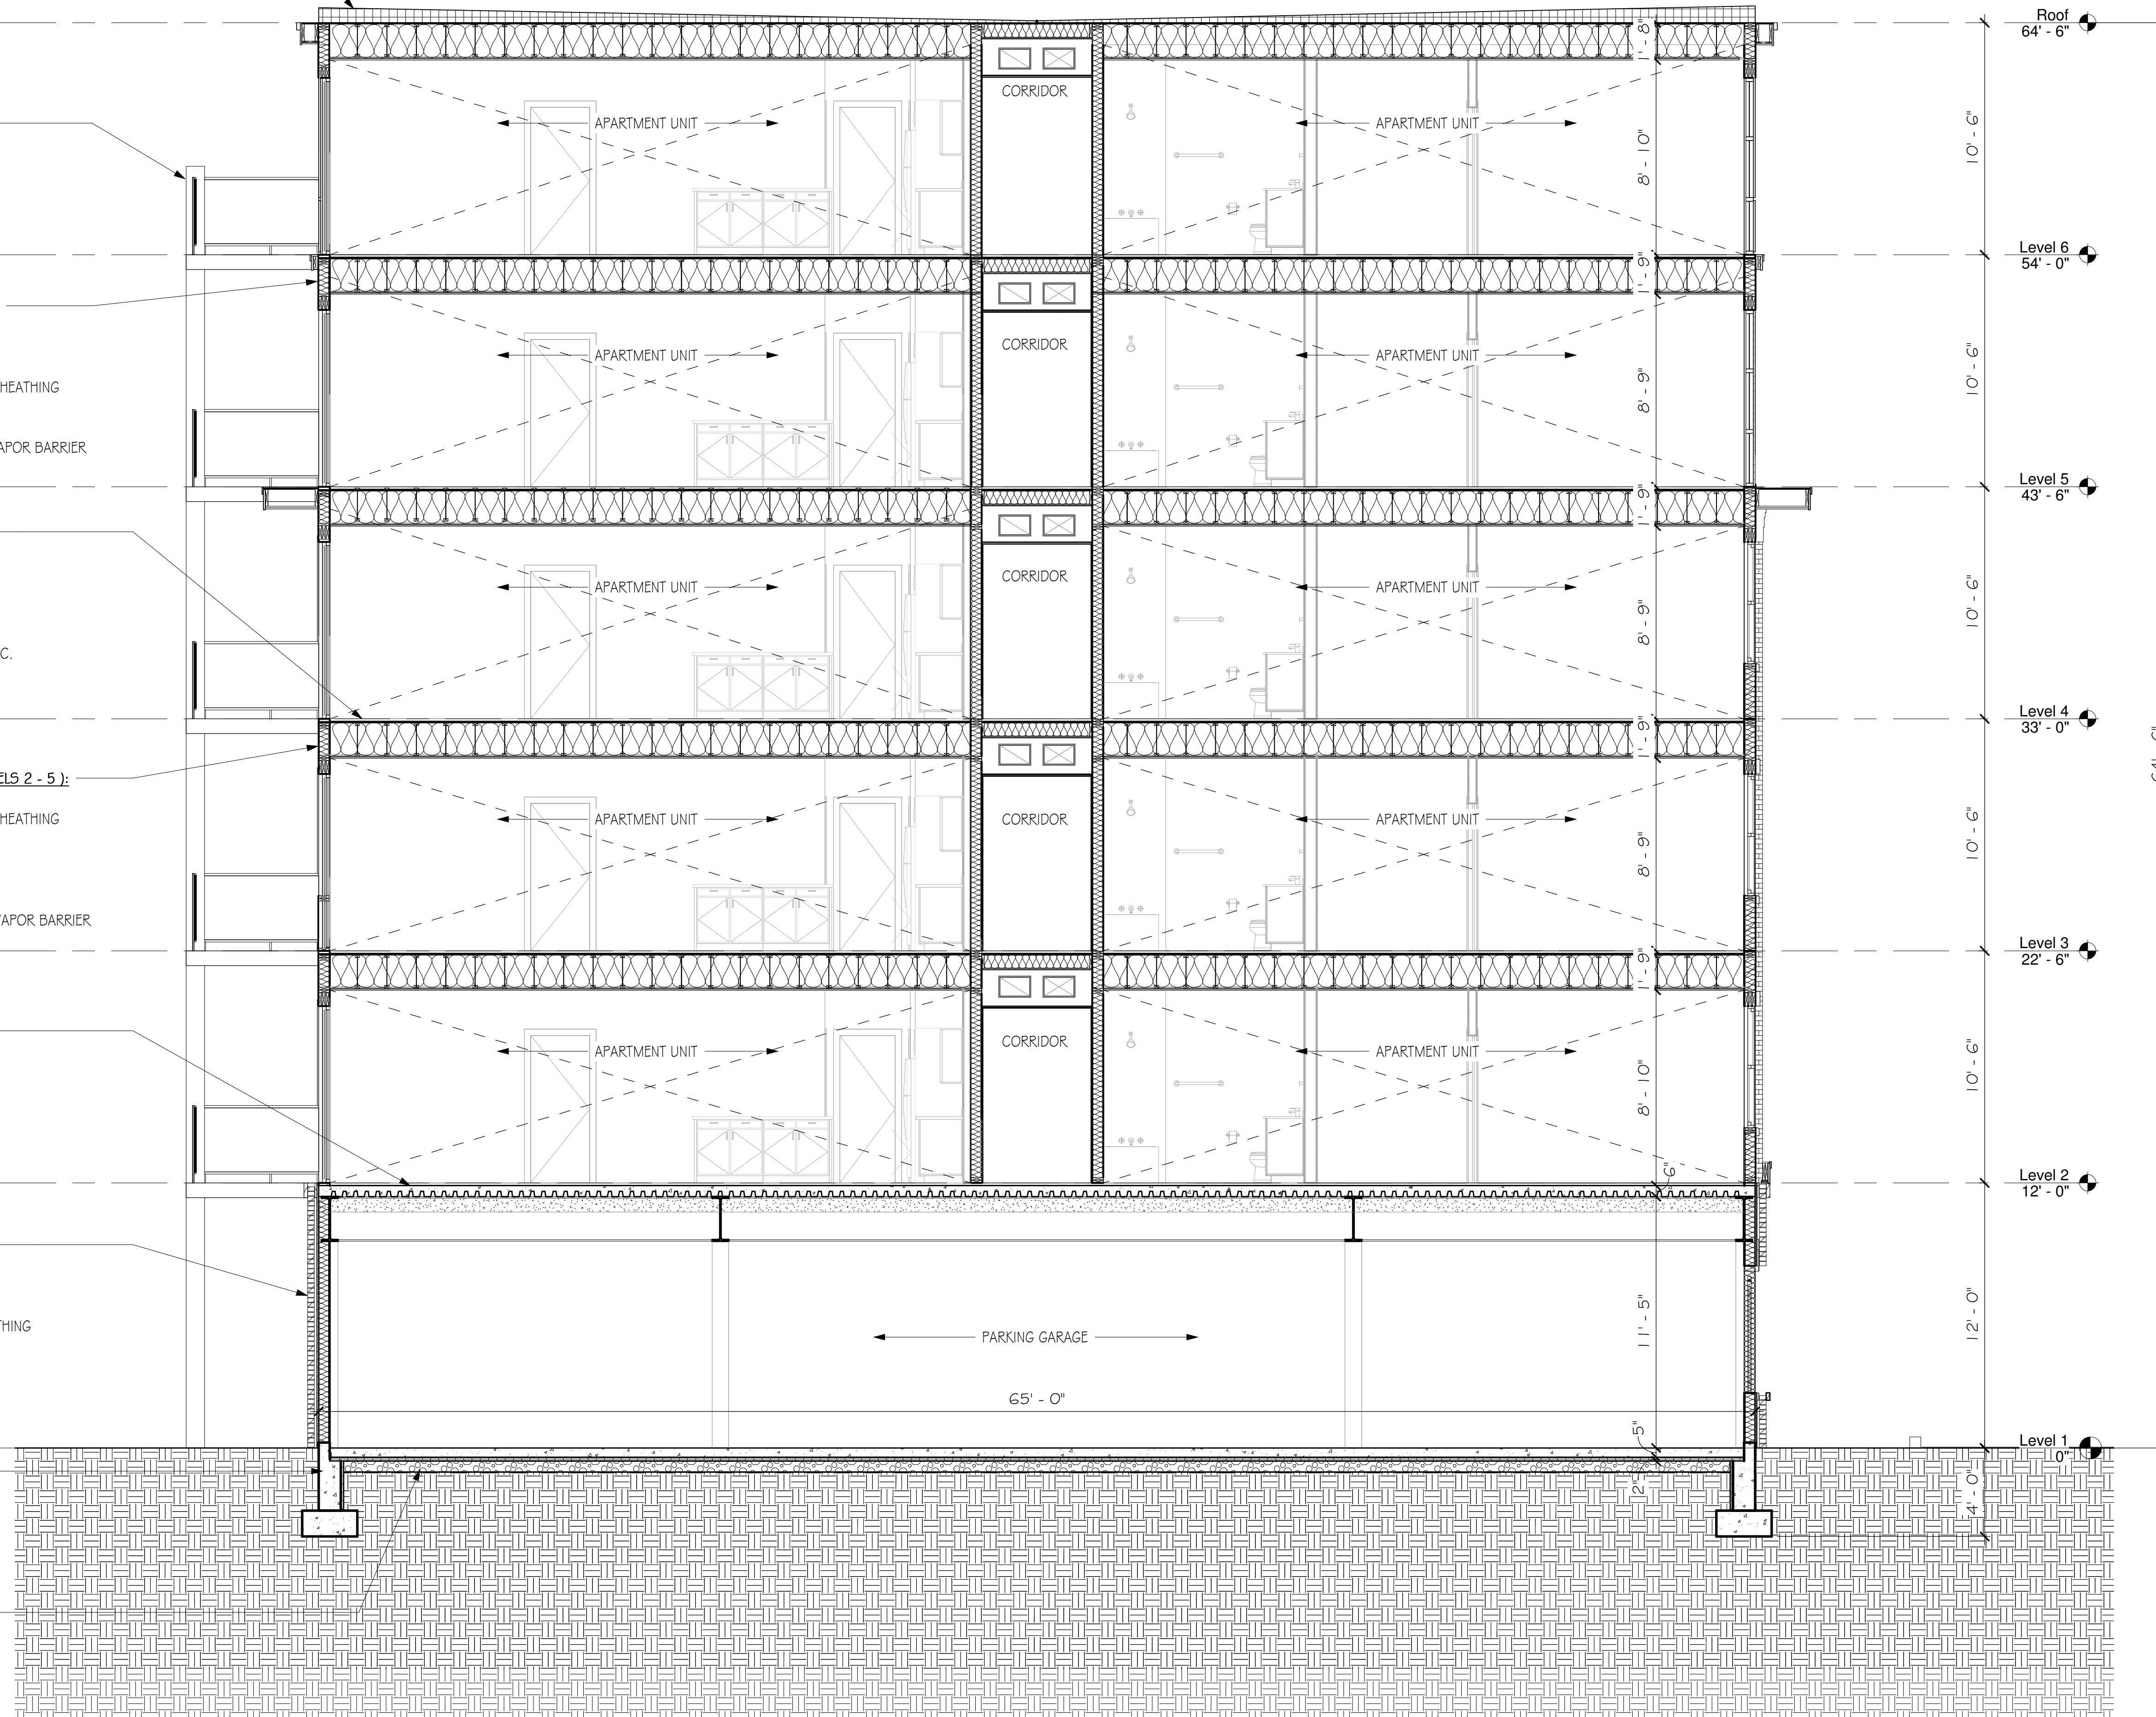 Roof
64' - 6"
1' - 8"
CORRIDOR
APARTMENT UNIT
APARTMENT UNIT
8' - 10"
10' - 6"
Level 6
54' - 0"
1' - 9"
CORRIDOR
APARTMENT UNIT
APARTMENT UNIT
8' - 9"
10' - 6"
HEATHING
APOR BARRIER
Level 5
43' - 6"
1' - 9"
CORRIDOR
APARTMENT UNIT
APARTMENT UNIT
8' - 9"
10' - 6"
C.
Level 4
33' - 0"
1' - 9"
ELS 2 - 5 ):
HEATHING
CORRIDOR
APARTMENT UNIT
APARTMENT UNIT
8' - 9"
10' - 6"
VAPOR BARRIER
Level 3
22' - 6"
1' - 9"
CORRIDOR
APARTMENT UNIT
APARTMENT UNIT
8' - 10"
10' - 6"
6"
Level 2
12' - 0"
11' - 5"
12' - 0"
THING
PARKING GARAGE
65' - 0"
5"
Level 1
0"
2"
4' - 0"